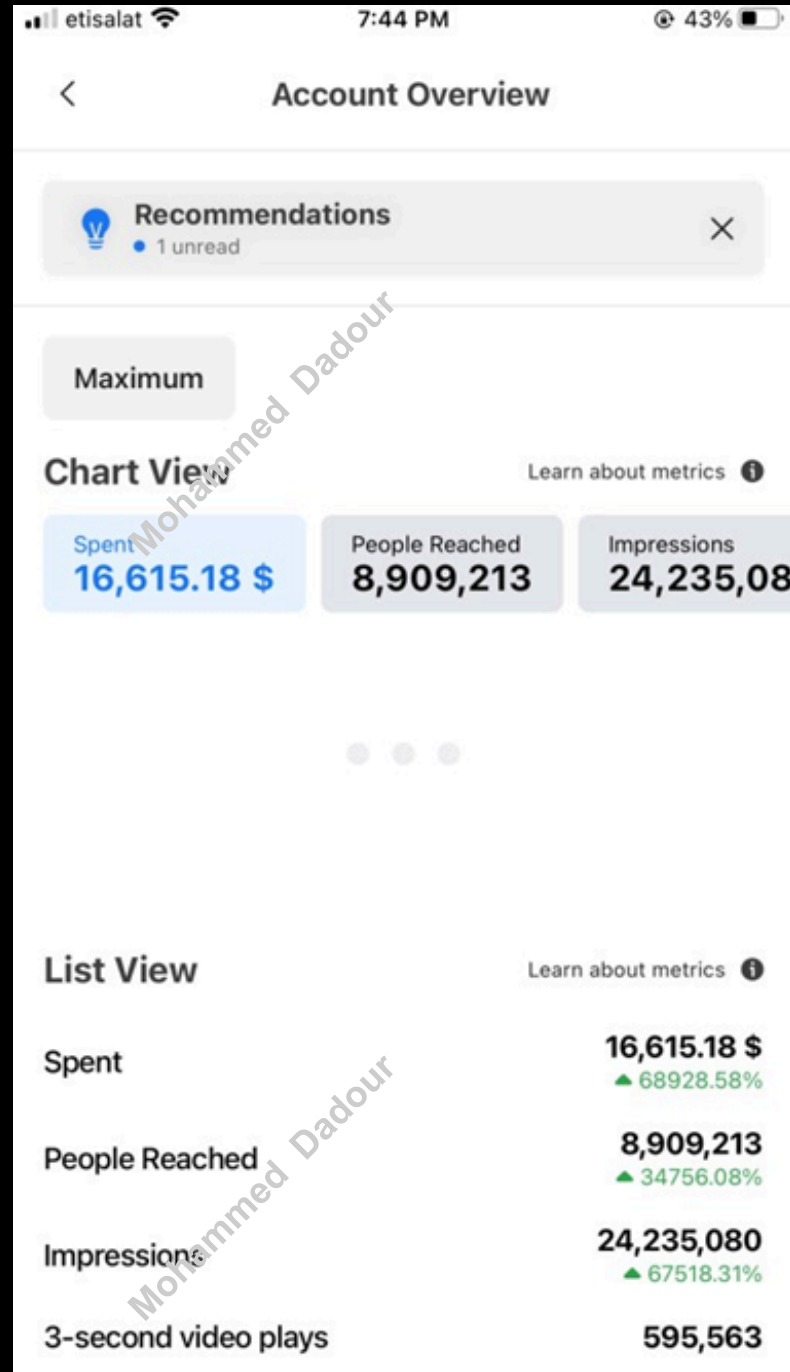 etisalat 7:44 PM 43%
Account Overview
Recommendations
1 unread
Maximum
Chart View Learn about metrics
Spent People Reached Impressions
16,615.18 $ 8,909,213 24,235,08
List View Learn about metrics
Spent 16,615.18 $
68928.58%
People Reached 8,909,213
34756.08%
Impressions 24,235,080
67518.31%
3-second video plays 595,563
Mohammed Dadour
Mohammed Dadour